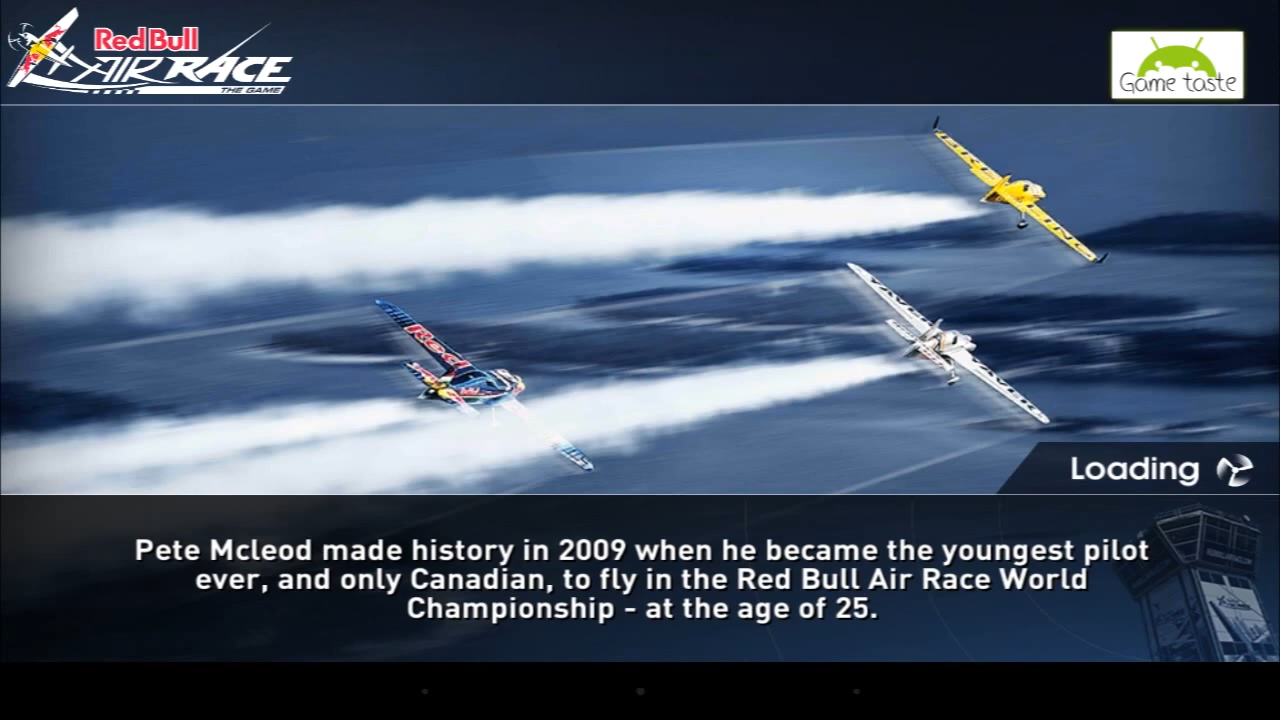 Red Bull
AIR RACE
THE GAME
Game taste
Red
Loading
Pete Mcleod made history in 2009 when he became the youngest pilot
ever, and only Canadian, to fly in the Red Bull Air Race World
Championship - at the age of 25.